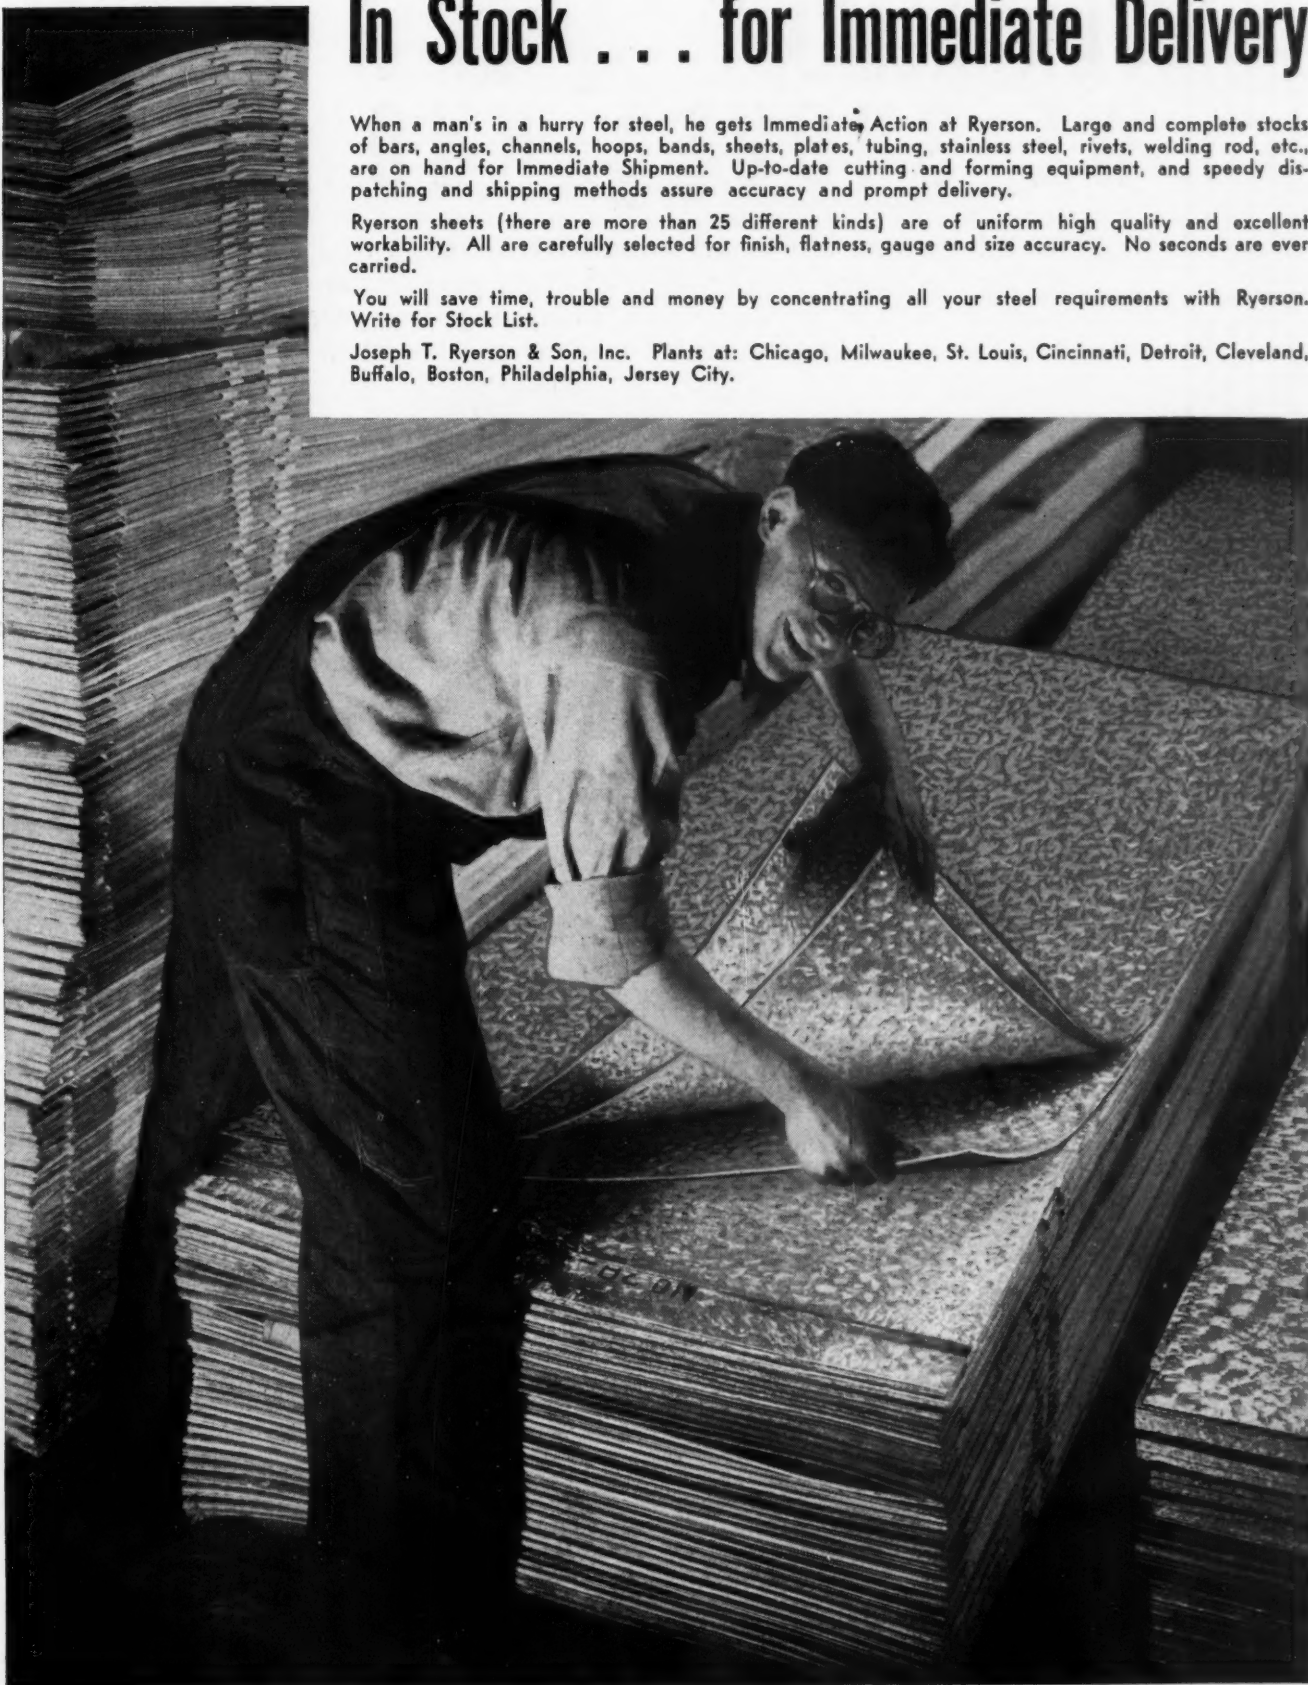 In Stock . . . for Immediate Delivery
When a man's in a hurry for steel, he gets Immediate Action at Ryerson. Large and complete stocks
of bars, angles, channels, hoops, bands, sheets, plates, tubing, stainless steel, rivets, welding rod, etc.,
are on hand for Immediate Shipment. Up-to-date cutting and forming equipment, and speedy dis-
patching and shipping methods assure accuracy and prompt delivery.
Ryerson sheets (there are more than 25 different kinds) are of uniform high quality and excellent
workability. All are carefully selected for finish, flatness, gauge and size accuracy. No seconds are ever
carried.
You will save time, trouble and money by concentrating all your steel requirements with Ryerson.
Write for Stock List.
Joseph T. Ryerson & Son, Inc. Plants at: Chicago, Milwaukee, St. Louis, Cincinnati, Detroit, Cleveland,
Buffalo, Boston, Philadelphia, Jersey City.